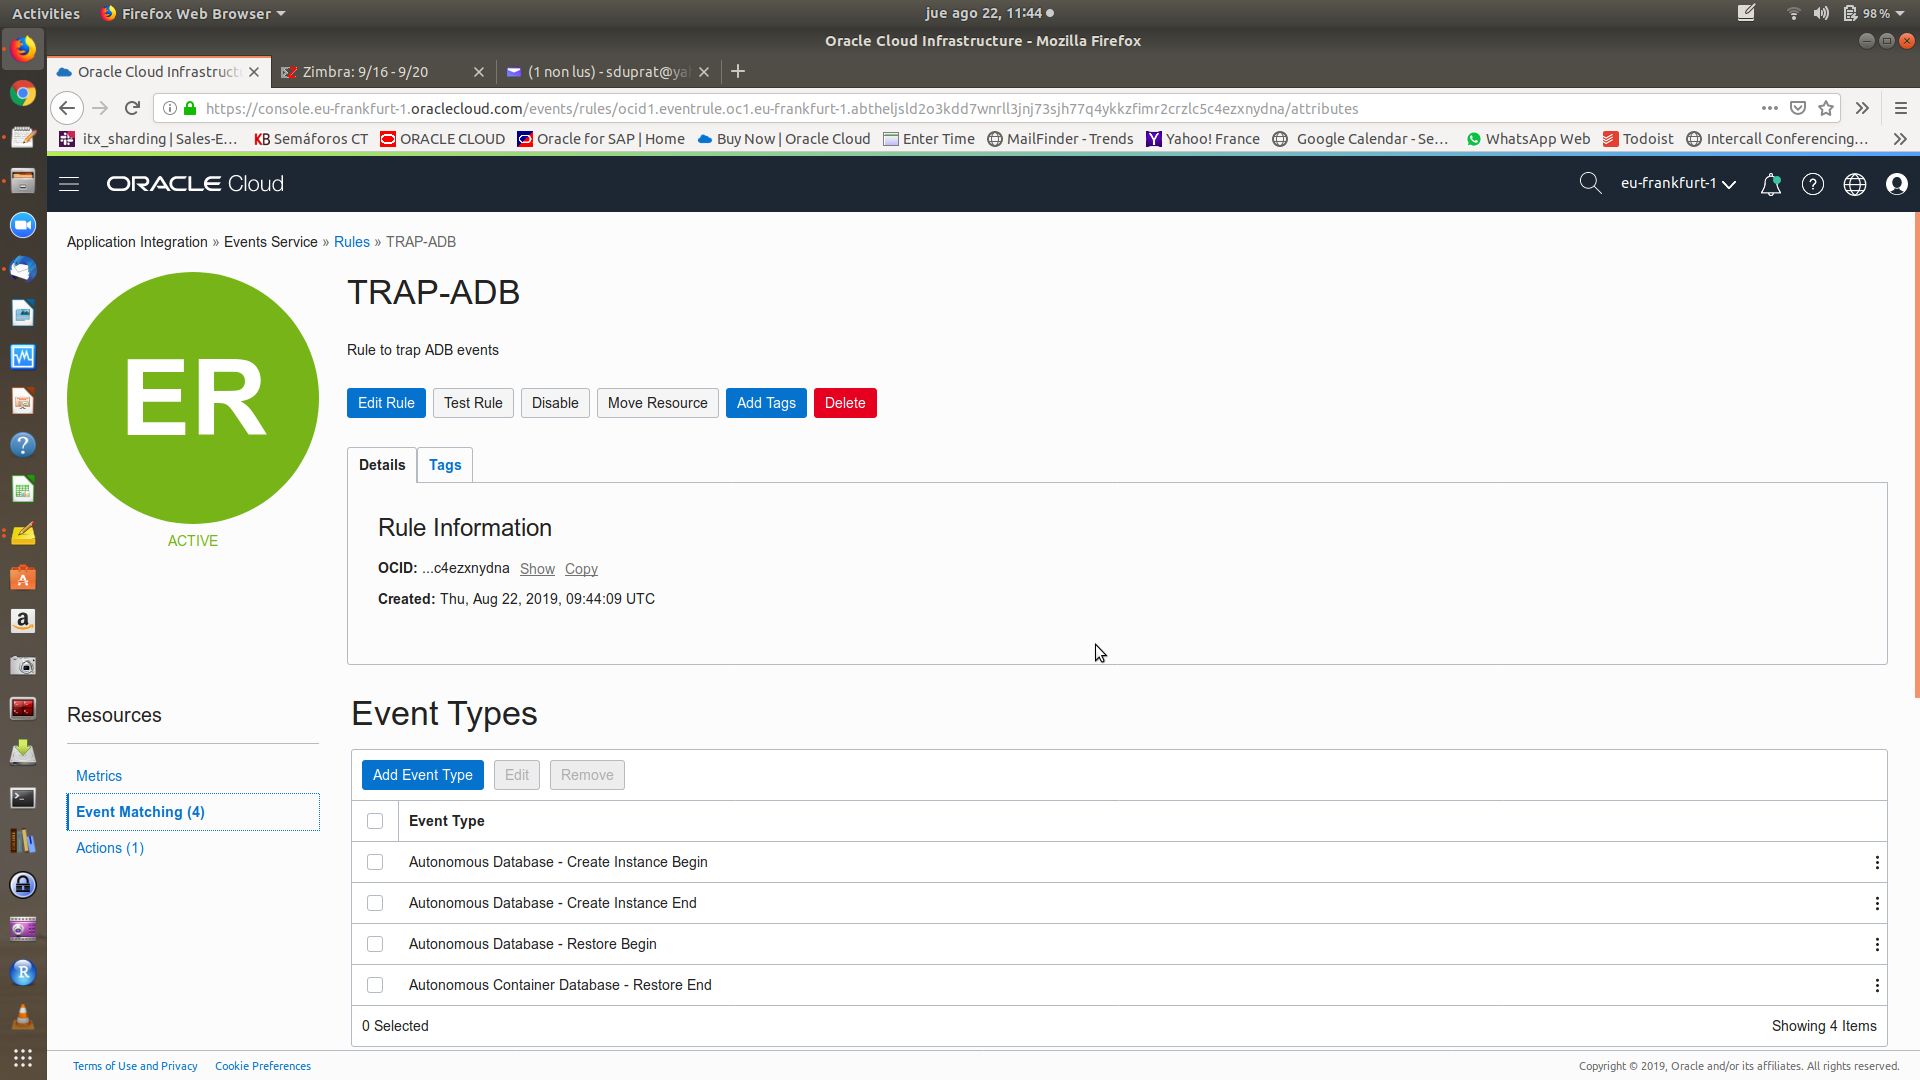 Activities Firefox Web Browser jue ago 22, 11:44 98 %
Oracle Cloud Infrastructure - Mozilla Firefox
Oracle Cloud Infrastruct Zimbra: 9/16 - 9/20 (1 non lus) - sduprat@ya
https://console.eu-frankfurt-1.oraclecloud.com/events/rules/ocid1.eventrule.oc1.eu-frankfurt-1.abtheljsld2o3kdd7wnrll3jnj73sjh77q4ykkzfimr2crzlc5c4ezxnydna/attributes
itx_sharding | Sales-E… KB Semáforos CT ORACLE CLOUD Oracle for SAP | Home Buy Now | Oracle Cloud Enter Time MailFinder - Trends Yahoo! France Google Calendar - Se… WhatsApp Web Todoist Intercall Conferencing…
ORACLE Cloud eu-frankfurt-1
Application Integration » Events Service » Rules » TRAP-ADB
ER
ACTIVE
TRAP-ADB
Rule to trap ADB events
Edit Rule Test Rule Disable Move Resource Add Tags Delete
Details Tags
Rule Information
OCID: ...c4ezxnydna Show Copy
Created: Thu, Aug 22, 2019, 09:44:09 UTC
Resources
Metrics
Event Matching (4)
Actions (1)
Event Types
Add Event Type Edit Remove
Event Type
Autonomous Database - Create Instance Begin
Autonomous Database - Create Instance End
Autonomous Database - Restore Begin
Autonomous Container Database - Restore End
0 Selected Showing 4 Items
Terms of Use and Privacy Cookie Preferences Copyright © 2019, Oracle and/or its affiliates. All rights reserved.